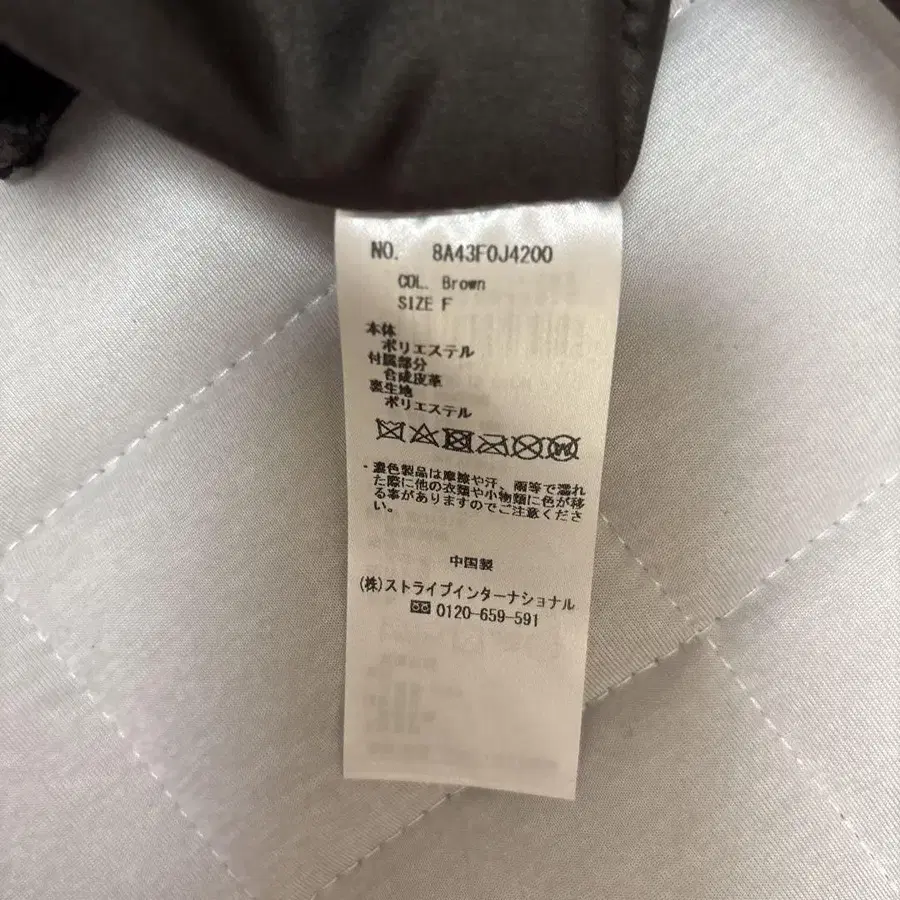 NO. 8A43F0J4200
COL. Brown
SIZE F
本体
ポリエステル
付属部分
合成皮革
裏生地
ポリエステル
W
・濃色製品は摩擦や汗、雨等で濡れ
た際に他の衣類や小物類に色が移
る事がありますのでご注意くださ
い。
中国製
(株)ストライプインターナショナル
0120-659-591